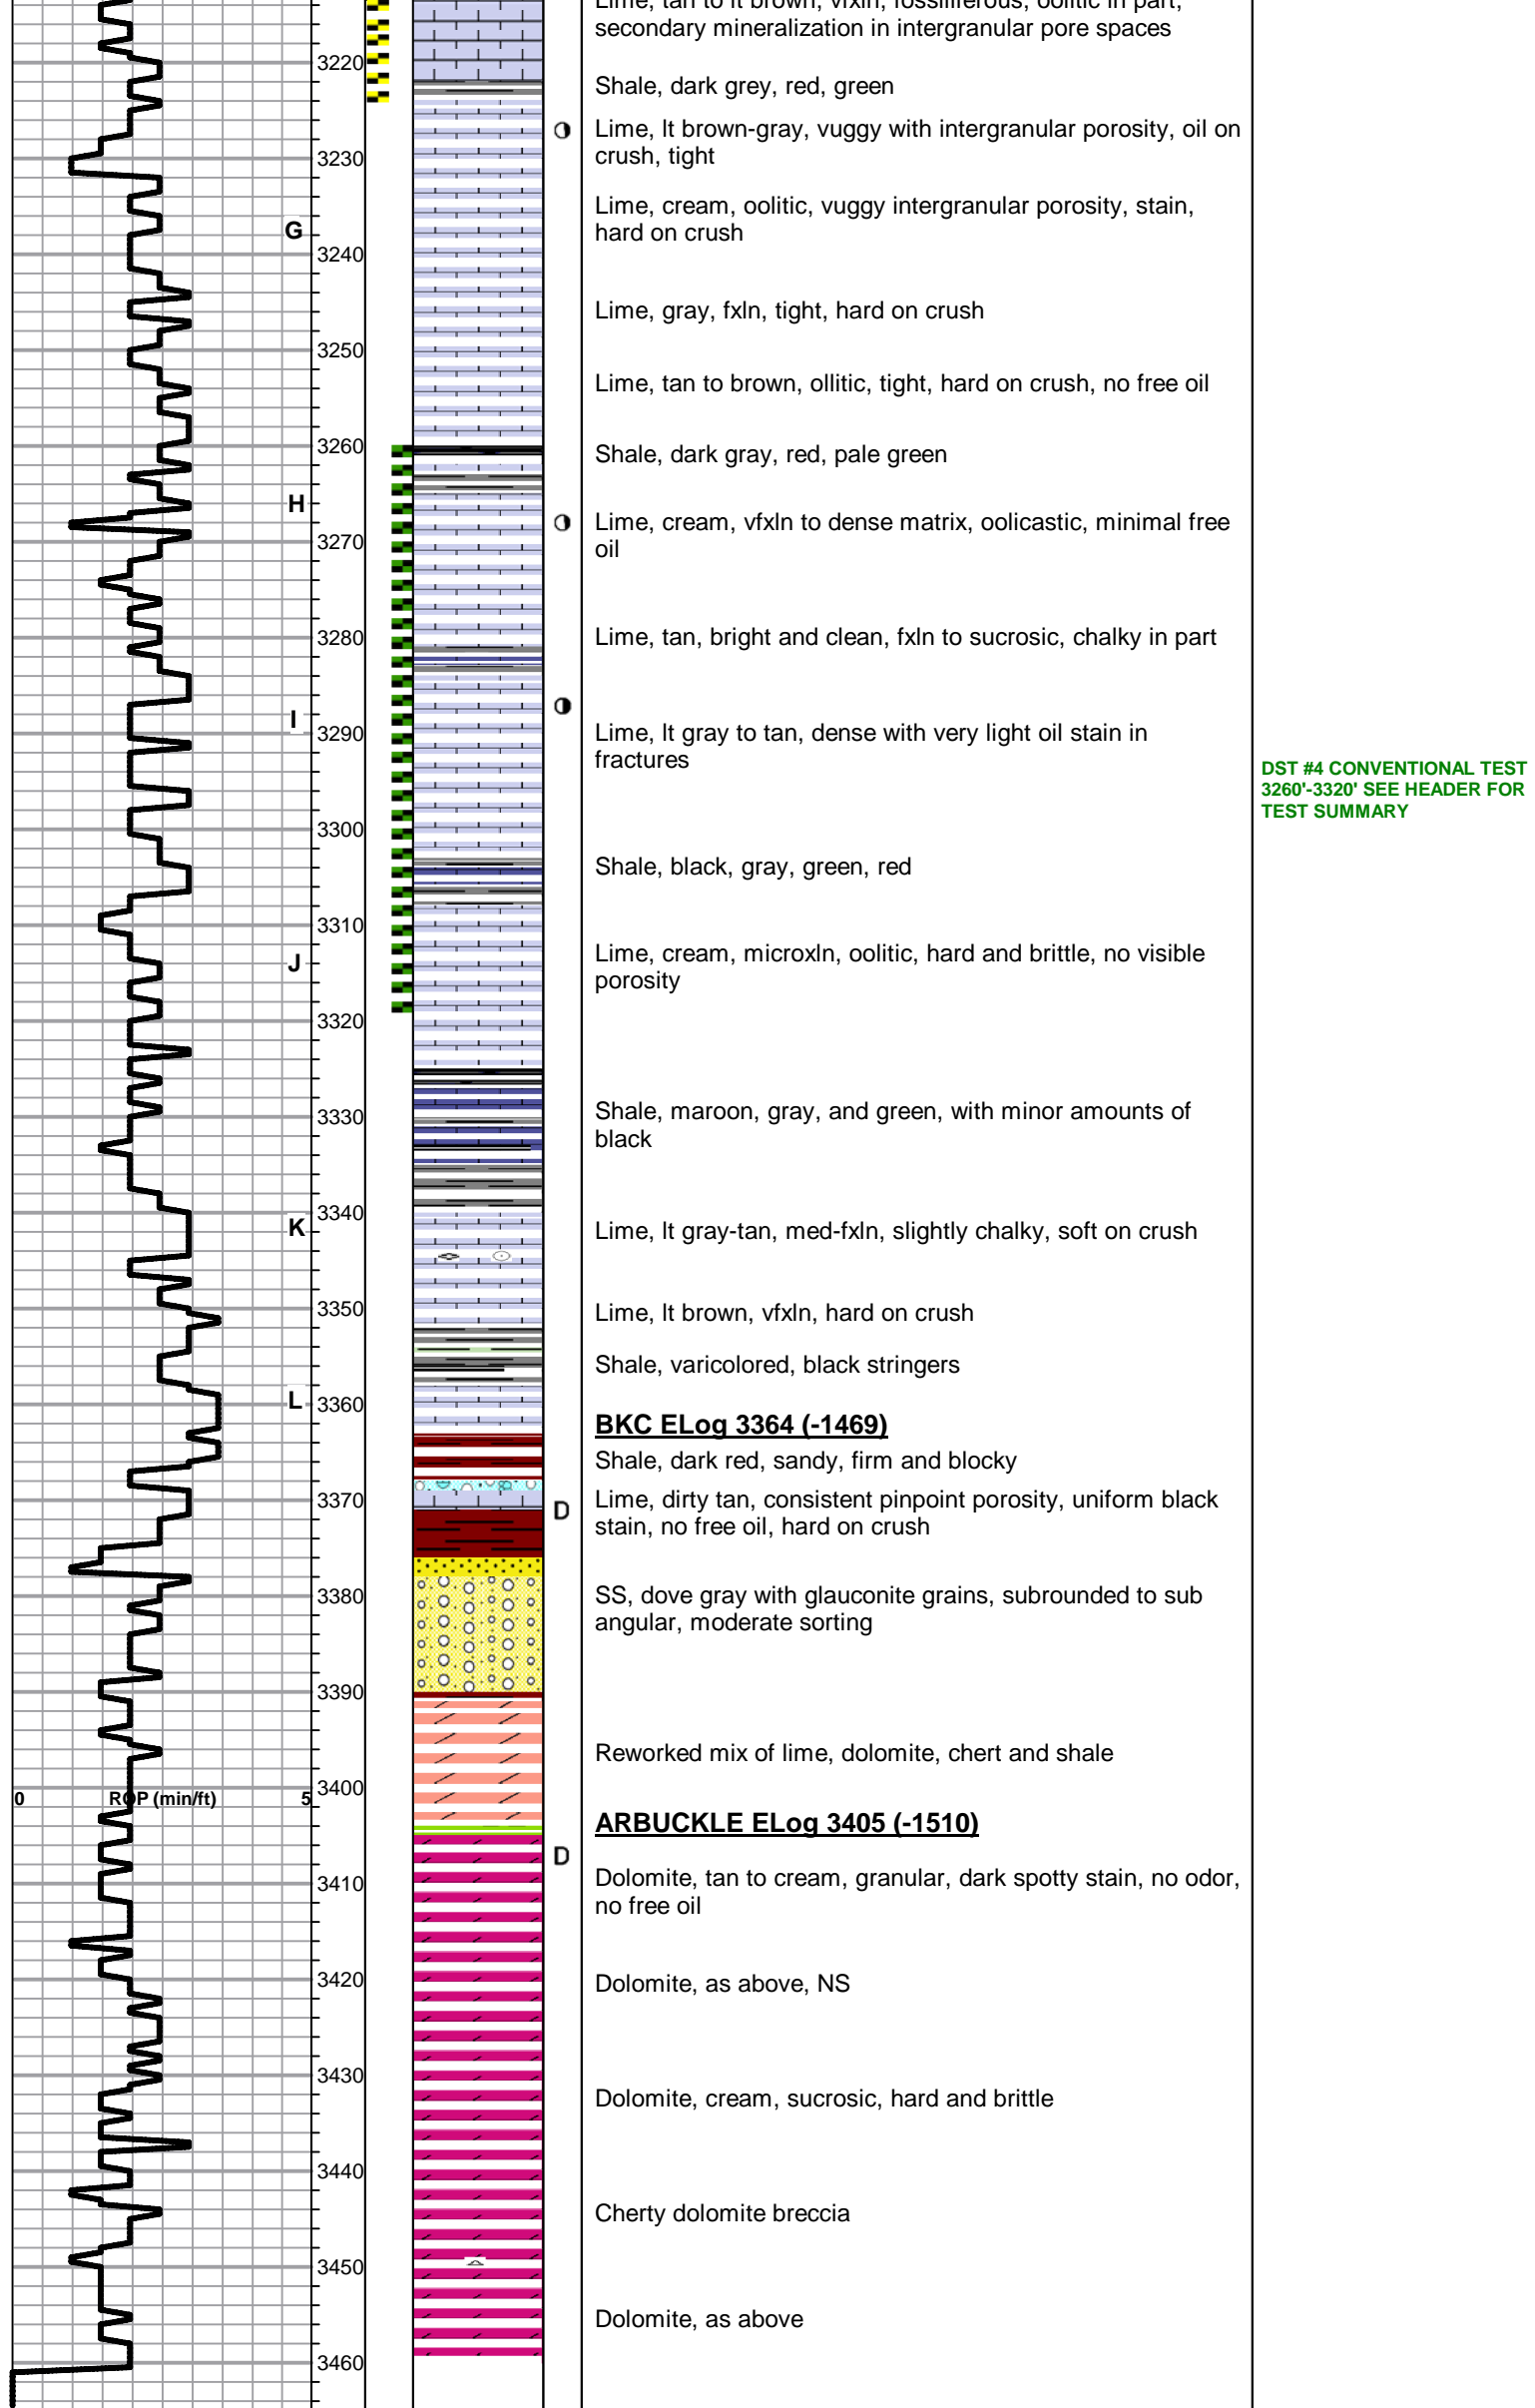 Lime, tan to lt brown, vfxln, fossiliferous, oolitic in part,
secondary mineralization in intergranular pore spaces
3220
Shale, dark grey, red, green
Lime, lt brown-gray, vuggy with intergranular porosity, oil on
crush, tight
3230
Lime, cream, oolitic, vuggy intergranular porosity, stain,
hard on crush
G
3240
Lime, gray, fxln, tight, hard on crush
3250
Lime, tan to brown, ollitic, tight, hard on crush, no free oil
3260
Shale, dark gray, red, pale green
H
Lime, cream, vfxln to dense matrix, oolicastic, minimal free
oil
3270
3280
Lime, tan, bright and clean, fxln to sucrosic, chalky in part
I
3290
Lime, lt gray to tan, dense with very light oil stain in
fractures
DST #4 CONVENTIONAL TEST
3260'-3320' SEE HEADER FOR
TEST SUMMARY
3300
Shale, black, gray, green, red
3310
J
Lime, cream, microxln, oolitic, hard and brittle, no visible
porosity
3320
3330
Shale, maroon, gray, and green, with minor amounts of
black
3340
K
Lime, lt gray-tan, med-fxln, slightly chalky, soft on crush
3350
Lime, lt brown, vfxln, hard on crush
Shale, varicolored, black stringers
L
3360
BKC ELog 3364 (-1469)
Shale, dark red, sandy, firm and blocky
3370
D
Lime, dirty tan, consistent pinpoint porosity, uniform black
stain, no free oil, hard on crush
3380
SS, dove gray with glauconite grains, subrounded to sub
angular, moderate sorting
3390
Reworked mix of lime, dolomite, chert and shale
3400
0 ROP (min/ft) 5
ARBUCKLE ELog 3405 (-1510)
D
3410
Dolomite, tan to cream, granular, dark spotty stain, no odor,
no free oil
3420
Dolomite, as above, NS
3430
Dolomite, cream, sucrosic, hard and brittle
3440
Cherty dolomite breccia
3450
Dolomite, as above
3460